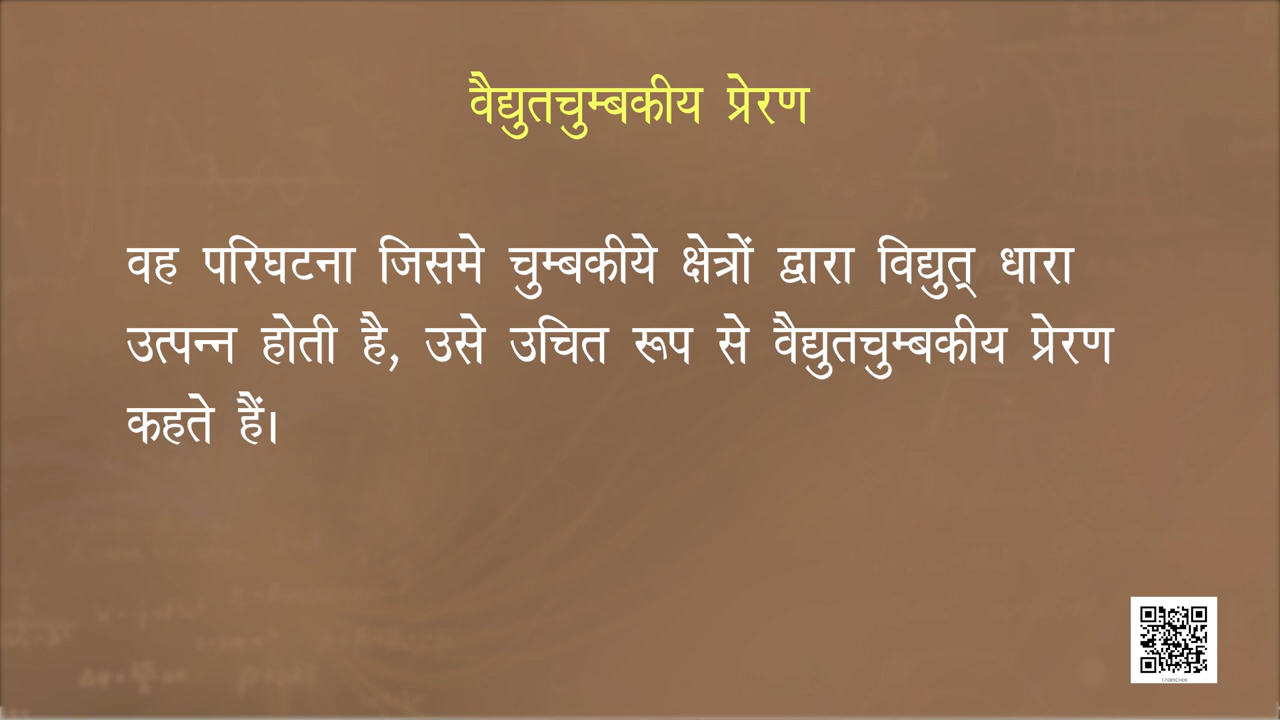 वैद्युतचुम्बकीय प्रेरण
वह परिघटना जिसमे चुम्बकीये क्षेत्रों द्वारा विद्युत् धारा
उत्पन्न होती है, उसे उचित रूप से वैद्युतचुम्बकीय प्रेरण
कहते हैं।